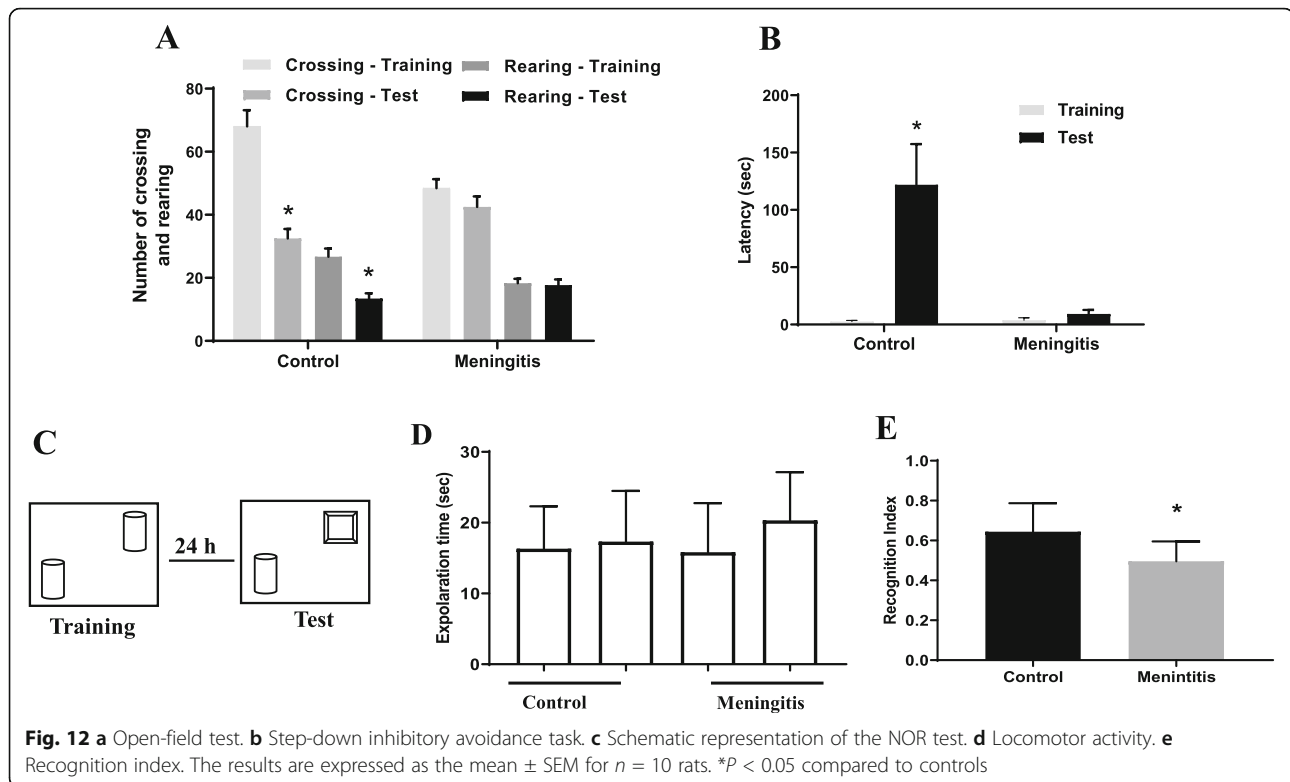 A
Crossing - Training
Rearing - Training
Crossing - Test
Rearing - Test
Number of crossing
and rearing
80
60
40
20
0
*
*
Control
Meningitis
B
Latency (sec)
200
150
100
50
0
Training
Test
*
Control
Meningitis
C
24 h
Training
Test
D
Expolaration time (sec)
30
20
10
0
Control
Meningitis
E
Recognition Index
1.0
0.8
0.6
0.4
0.2
0.0
*
Control
Menintitis
Fig. 12 a Open-field test. b Step-down inhibitory avoidance task. c Schematic representation of the NOR test. d Locomotor activity. e
Recognition index. The results are expressed as the mean ± SEM for n = 10 rats. *P < 0.05 compared to controls